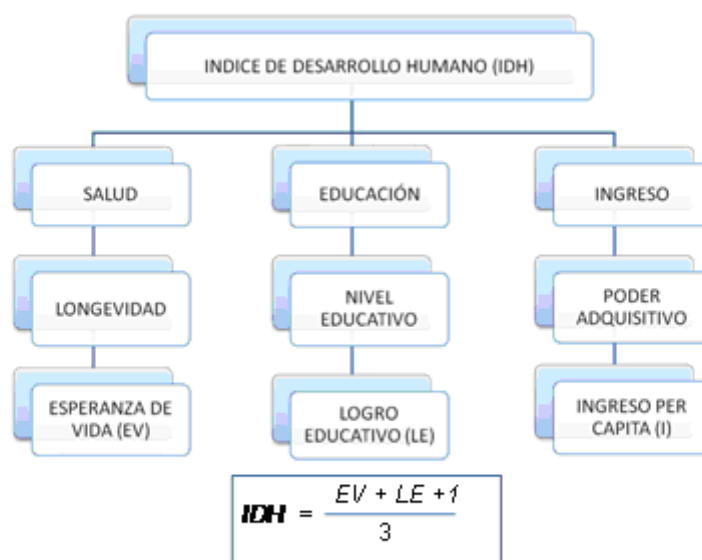 INDICE DE DESARROLLO HUMANO (IDH)
SALUD
EDUCACIÓN
INGRESO
LONGEVIDAD
NIVEL
EDUCATIVO
PODER
ADQUISITIVO
ESPERANZA DE
VIDA (EV)
LOGRO
EDUCATIVO (LE)
INGRESO PER
CAPITA (I)
IDH = EV + LE +1
3